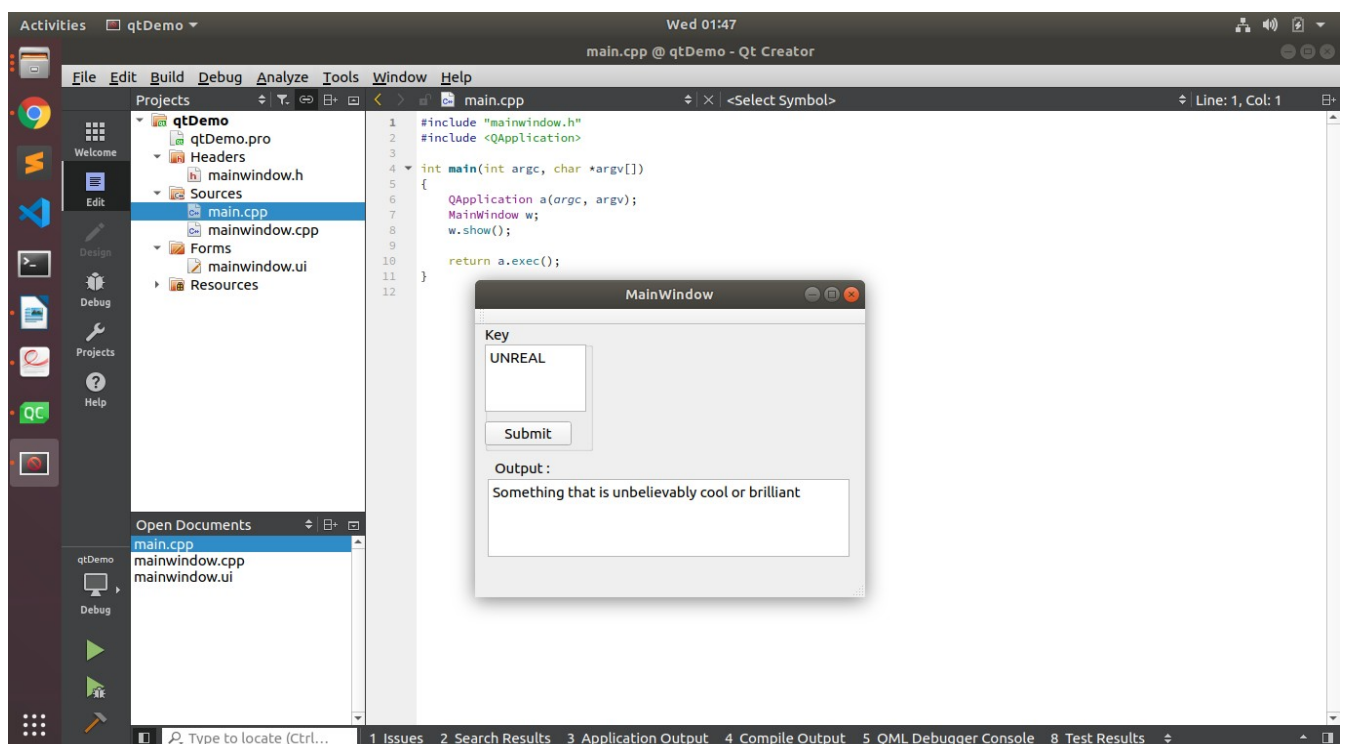 Activities qtDemo Wed 01:47
main.cpp @ qtDemo - Qt Creator
File Edit Build Debug Analyze Tools Window Help
Projects main.cpp <Select Symbol> Line: 1, Col: 1
Welcome
Edit
Design
Debug
Projects
Help
qtDemo
qtDemo.pro
Headers
mainwindow.h
Sources
main.cpp
mainwindow.cpp
Forms
mainwindow.ui
Resources
1 #include "mainwindow.h"
2 #include <QApplication>
3
4 int main(int argc, char *argv[])
5 {
6 QApplication a(argc, argv);
7 MainWindow w;
8 w.show();
9
10 return a.exec();
11 }
12
MainWindow
Key
UNREAL
Submit
Output :
Something that is unbelievably cool or brilliant
Open Documents
main.cpp
mainwindow.cpp
mainwindow.ui
QC
qtDemo
Debug
Type to locate (Ctrl... 1 Issues 2 Search Results 3 Application Output 4 Compile Output 5 QML Debugger Console 8 Test Results